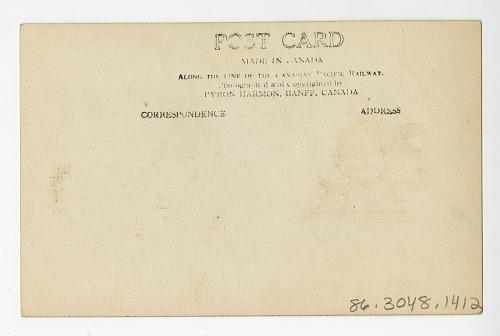 POST CARD
MADE IN CANADA
ALONG THE LINE OF THE CANADIAN PACIFIC RAILWAY.
Photographed and Copyrighted by
BYRON HARMON, BANFF, CANADA
CORRESPONDENCE
ADDRESS
86.3048.1412